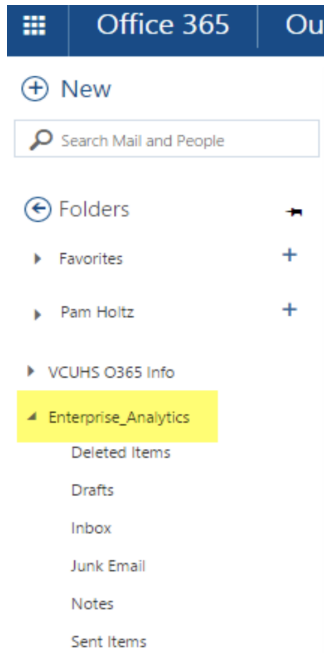 Office 365 Ou
New
Search Mail and People
Folders
Favorites
Pam Holtz
VCUHS O365 Info
Enterprise_Analytics
Deleted Items
Drafts
Inbox
Junk Email
Notes
Sent Items